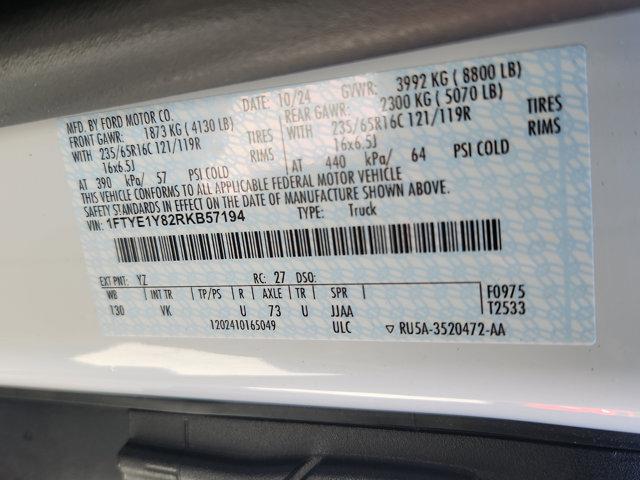 MFD. BY FORD MOTOR CO. DATE: 10/24 GVWR: 3992 KG ( 8800 LB)
FRONT GAWR: 1873 KG ( 4130 LB) REAR GAWR: 2300 KG ( 5070 LB)
WITH 235/65R16C 121/119R TIRES WITH 235/65R16C 121/119R TIRES
16x6.5J RIMS 16x6.5J RIMS
AT 390 kPa/ 57 PSI COLD AT 440 kPa/ 64 PSI COLD
THIS VEHICLE CONFORMS TO ALL APPLICABLE FEDERAL MOTOR VEHICLE
SAFETY STANDARDS IN EFFECT ON THE DATE OF MANUFACTURE SHOWN ABOVE.
VIN: 1FTYE1Y82RKB57194 TYPE: Truck
EXT PNT: YZ RC: 27 DSO:
WB INT TR TP/PS R AXLE TR SPR F0975
130 VK U 73 U JJAA T2533
1202410165049 ULC ▽ RU5A-3520472-AA